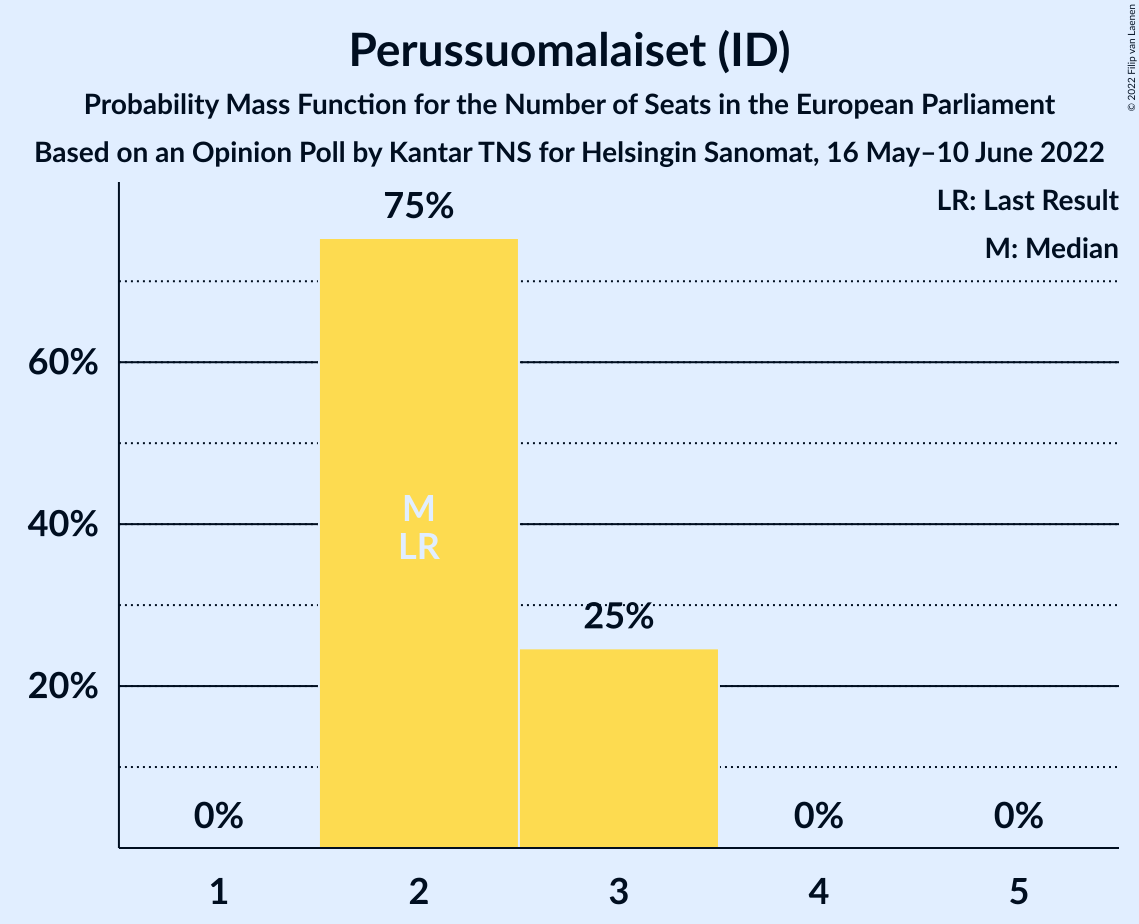 Perussuomalaiset (ID)
Probability Mass Function for the Number of Seats in the European Parliament
Based on an Opinion Poll by Kantar TNS for Helsingin Sanomat, 16 May–10 June 2022
© 2022 Filip van Laenen
LR: Last Result
M: Median
75%
60%
40%
20%
M
LR
25%
0%
0%
0%
1
2
3
4
5